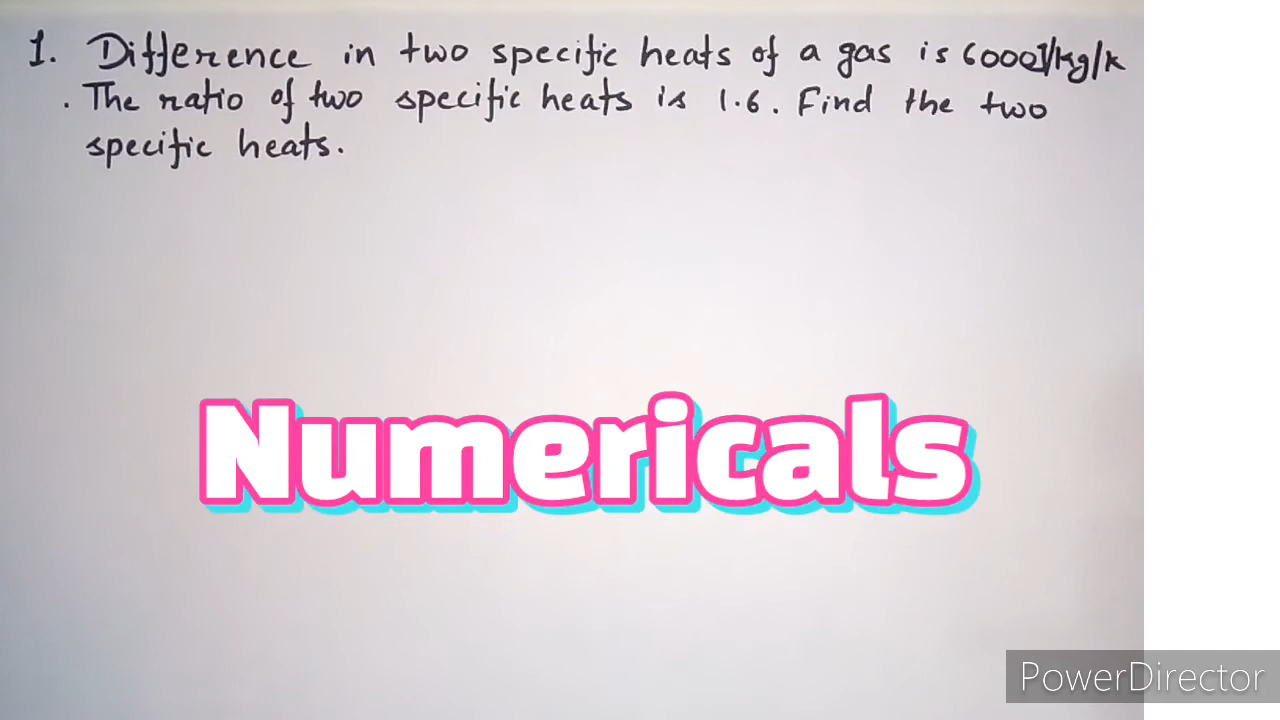 1. Difference in two specific heats of a gas is 6000J/kg/K
. The ratio of two specific heats is 1.6. Find the two
specific heats.
Numericals
PowerDirector